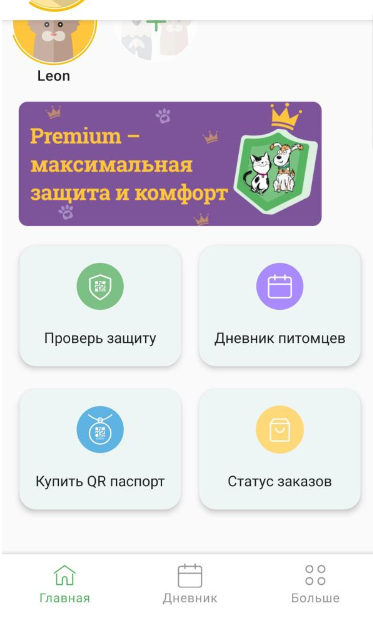 Leon
Premium –
максимальная
защита и комфорт
Проверь защиту
Дневник питомцев
Купить QR паспорт
Статус заказов
Главная
Дневник
Больше